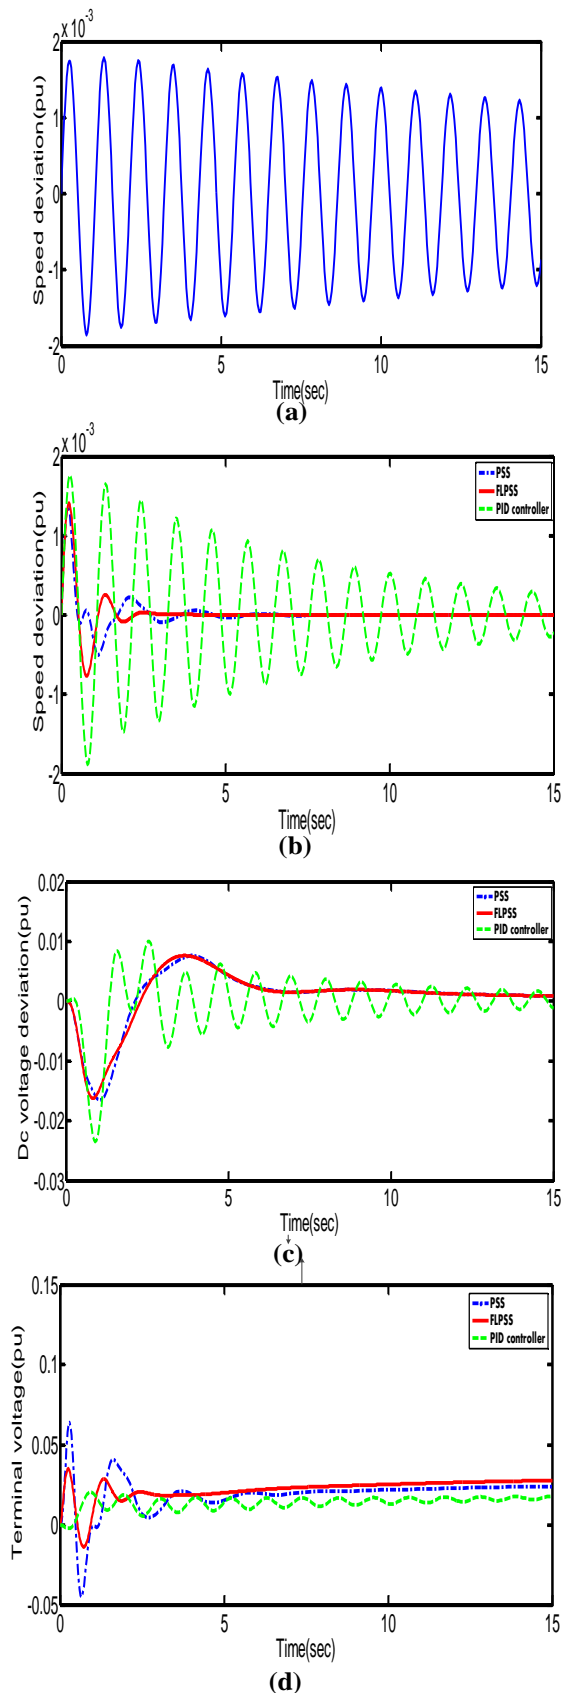 2×10⁻³
1
0
-1
-2
Speed deviation(pu)
0 5 10 15
Time(sec)
(a)
2×10⁻³
1
0
-1
-2
Speed deviation(pu)
PSS
FLPSS
PID controller
0 5 10 15
Time(sec)
(b)
0.02
0.01
0
-0.01
-0.02
-0.03
Dc voltage deviation(pu)
PSS
FLPSS
PID controller
0 5 10 15
Time(sec)
(c)
0.15
0.1
0.05
0
-0.05
Terminal voltage(pu)
PSS
FLPSS
PID controller
0 5 10 15
Time(sec)
(d)